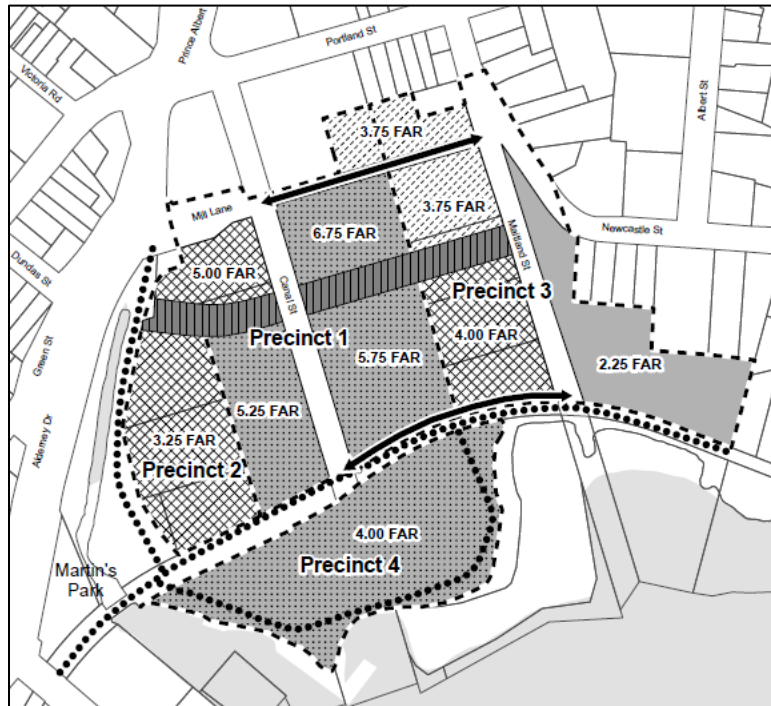 Prince Albert
Portland St
Victoria Rd
Albert St
3.75 FAR
Mill Lane
3.75 FAR
6.75 FAR
Maitland St
Newcastle St
Dundas St
5.00 FAR
Canal St
Precinct 3
Green St
Precinct 1
4.00 FAR
5.75 FAR
2.25 FAR
5.25 FAR
Alderney Dr
3.25 FAR
Precinct 2
4.00 FAR
Precinct 4
Martin's
Park